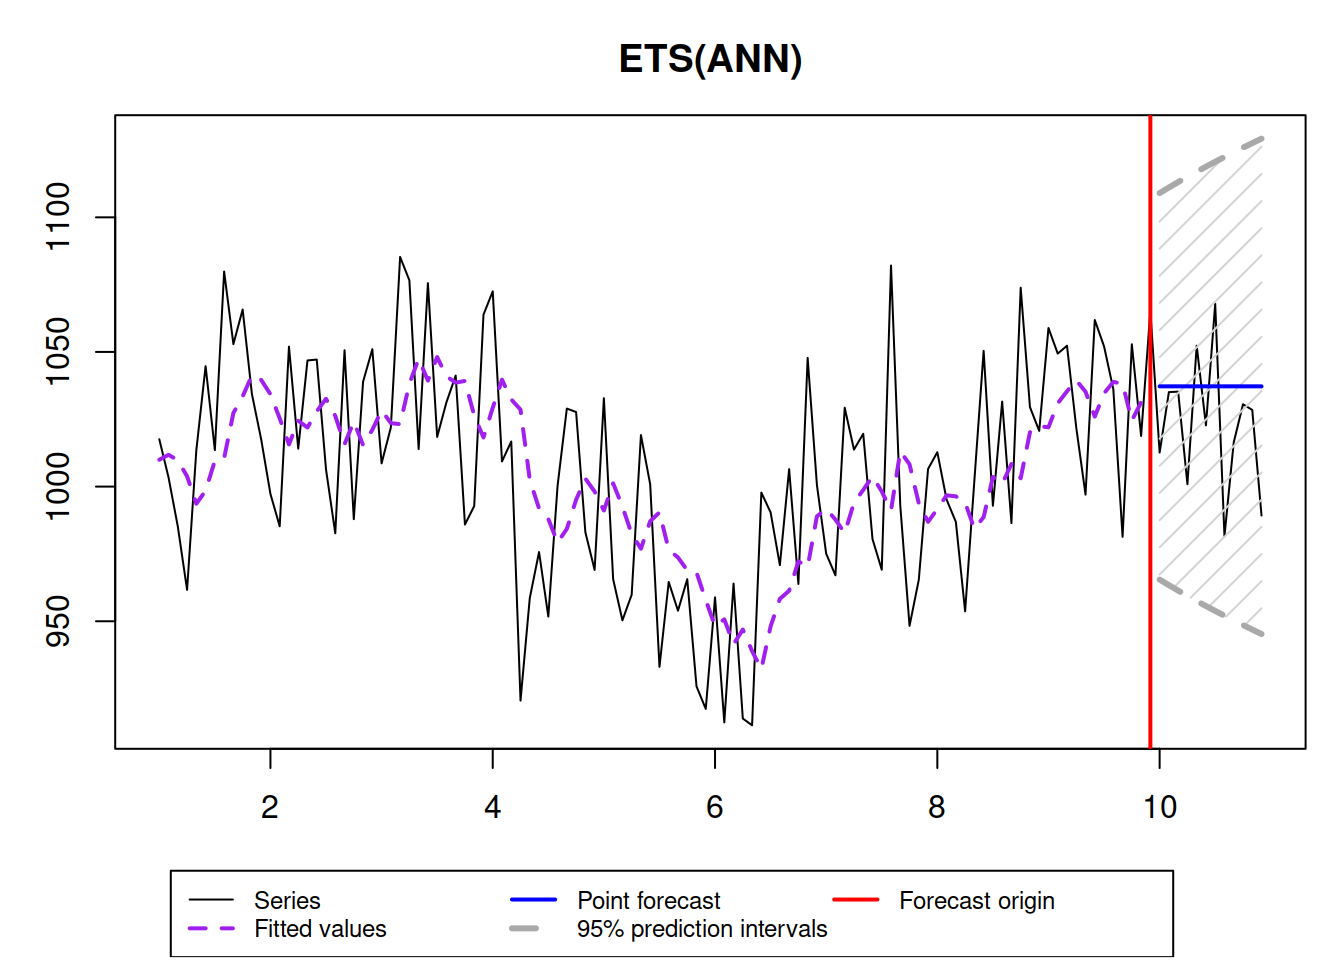 ETS(ANN)
1100
1050
1000
950
2 4 6 8 10
Series Point forecast Forecast origin
Fitted values 95% prediction intervals